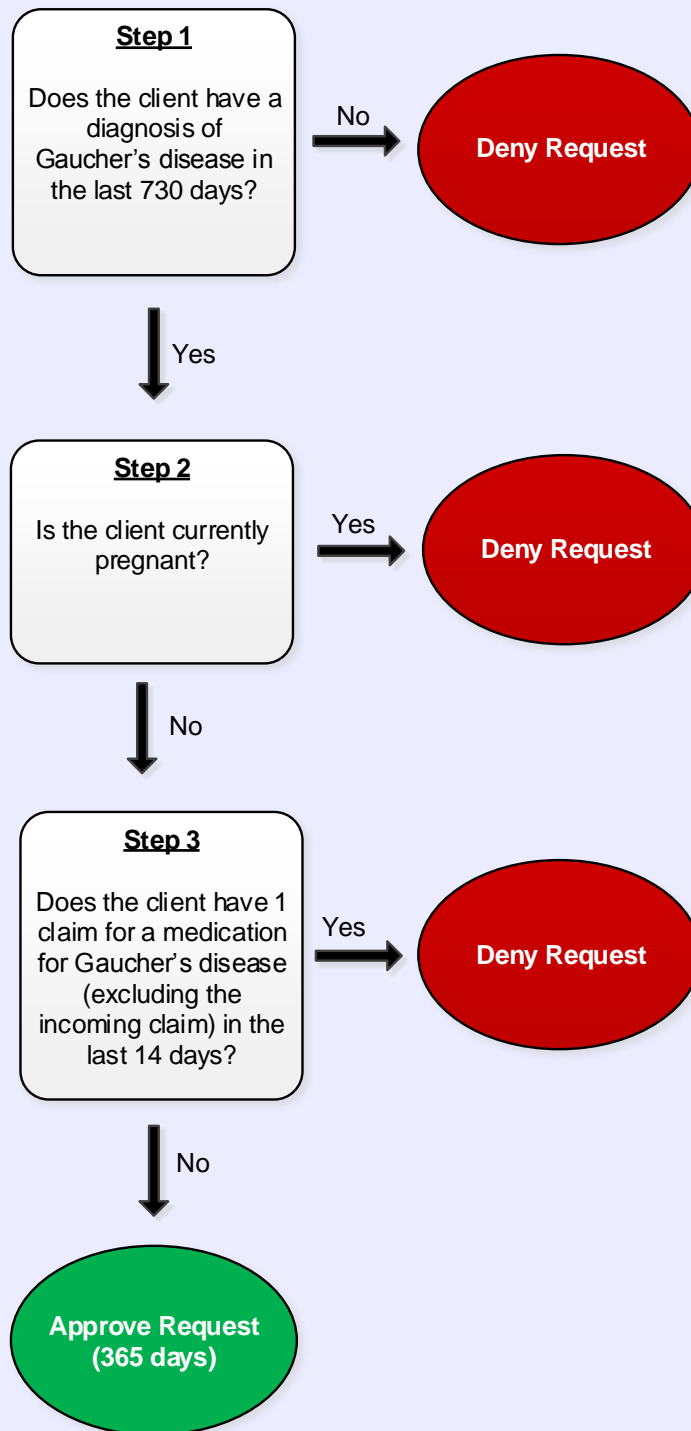 Step 1
Does the client have a
diagnosis of
Gaucher’s disease in
the last 730 days?
No
Deny Request
Yes
Step 2
Is the client currently
pregnant?
Yes
Deny Request
No
Step 3
Does the client have 1
claim for a medication
for Gaucher’s disease
(excluding the
incoming claim) in the
last 14 days?
Yes
Deny Request
No
Approve Request
(365 days)